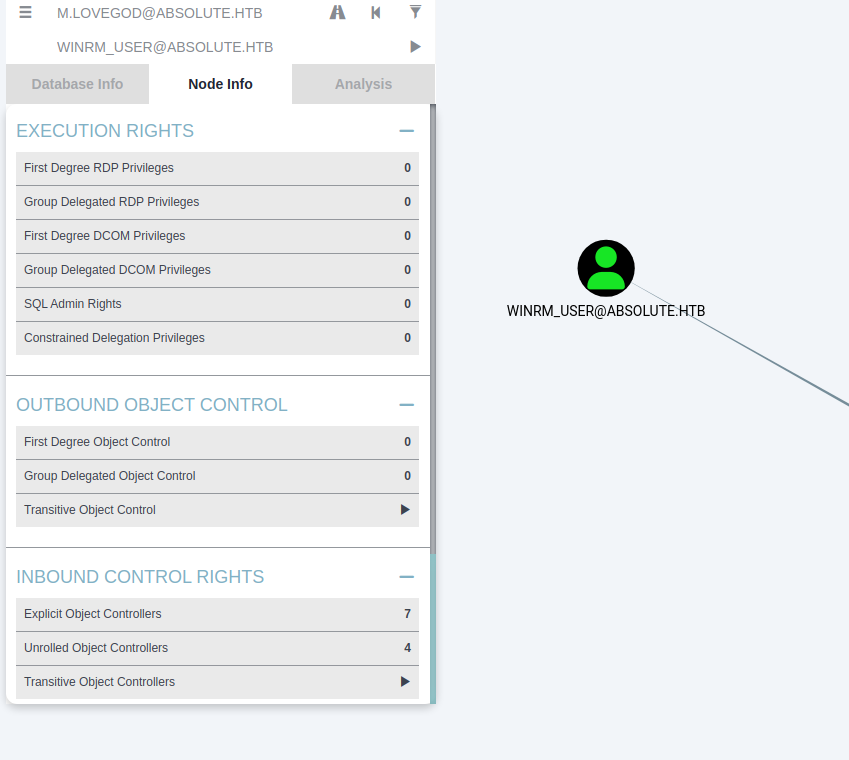 M.LOVEGOD@ABSOLUTE.HTB
WINRM_USER@ABSOLUTE.HTB
Database Info Node Info Analysis
EXECUTION RIGHTS
First Degree RDP Privileges 0
Group Delegated RDP Privileges 0
First Degree DCOM Privileges 0
Group Delegated DCOM Privileges 0
SQL Admin Rights 0
Constrained Delegation Privileges 0
OUTBOUND OBJECT CONTROL
First Degree Object Control 0
Group Delegated Object Control 0
Transitive Object Control
INBOUND CONTROL RIGHTS
Explicit Object Controllers 7
Unrolled Object Controllers 4
Transitive Object Controllers
WINRM_USER@ABSOLUTE.HTB